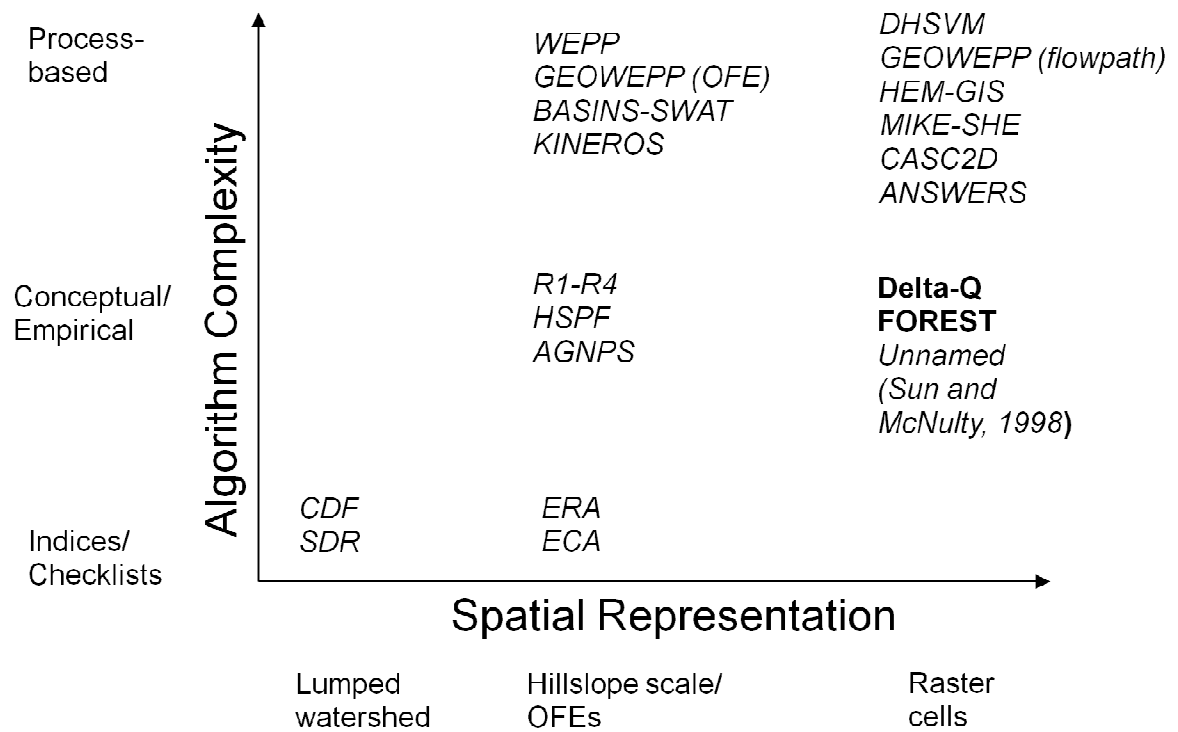 Process-
based
WEPP
GEOWEPP (OFE)
BASINS-SWAT
KINEROS
DHSVM
GEOWEPP (flowpath)
HEM-GIS
MIKE-SHE
CASC2D
ANSWERS
Algorithm Complexity
Conceptual/
Empirical
R1-R4
HSPF
AGNPS
Delta-Q
FOREST
Unnamed
(Sun and
McNulty, 1998)
Indices/
Checklists
CDF
SDR
ERA
ECA
Spatial Representation
Lumped
watershed
Hillslope scale/
OFEs
Raster
cells